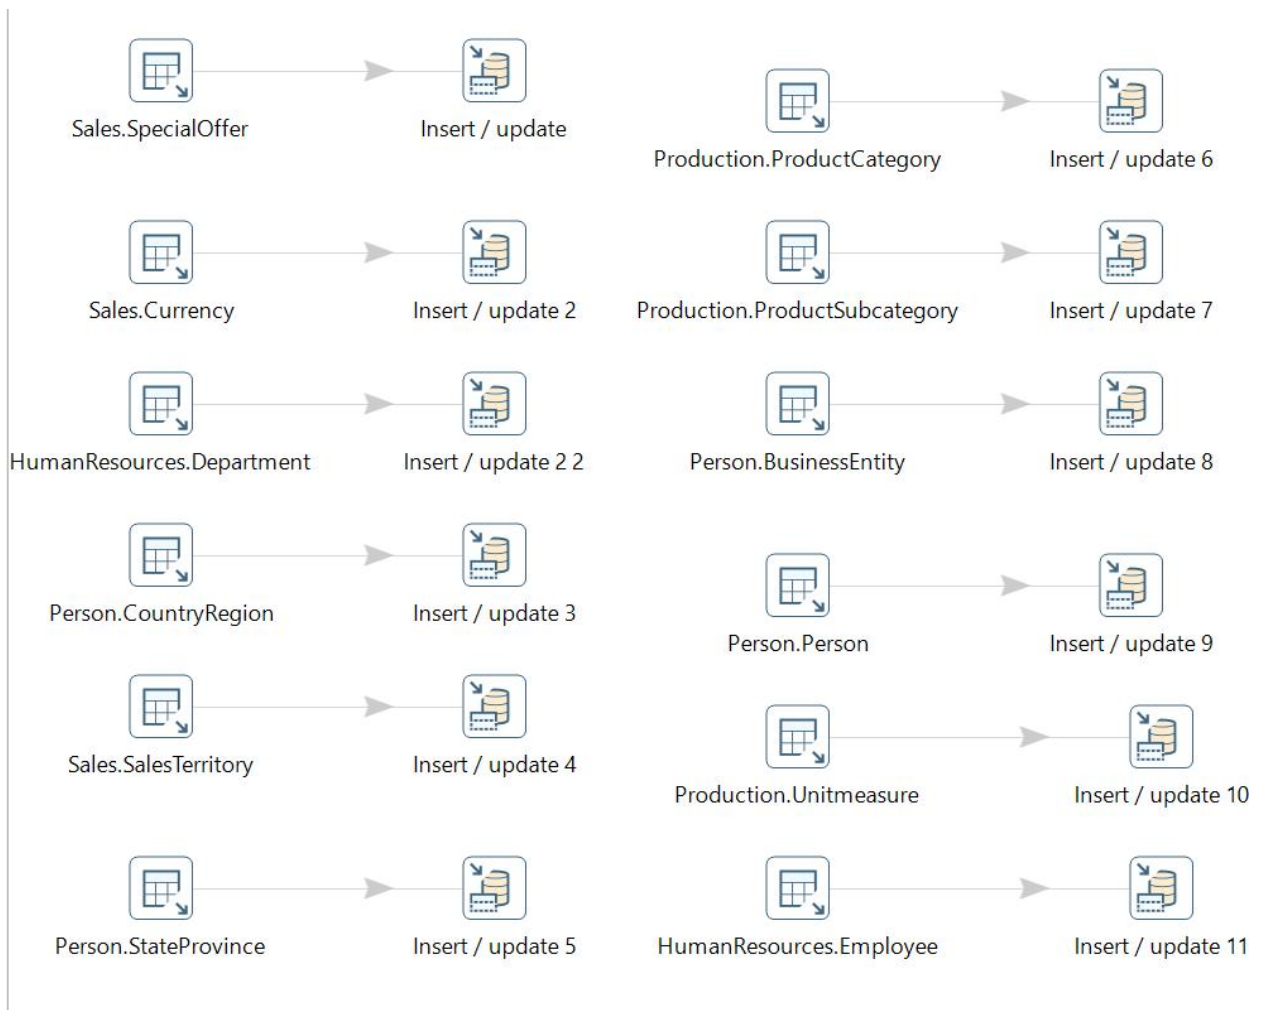 Sales.SpecialOffer
Insert / update
Sales.Currency
Insert / update 2
HumanResources.Department
Insert / update 2 2
Person.CountryRegion
Insert / update 3
Sales.SalesTerritory
Insert / update 4
Person.StateProvince
Insert / update 5
Production.ProductCategory
Insert / update 6
Production.ProductSubcategory
Insert / update 7
Person.BusinessEntity
Insert / update 8
Person.Person
Insert / update 9
Production.Unitmeasure
Insert / update 10
HumanResources.Employee
Insert / update 11